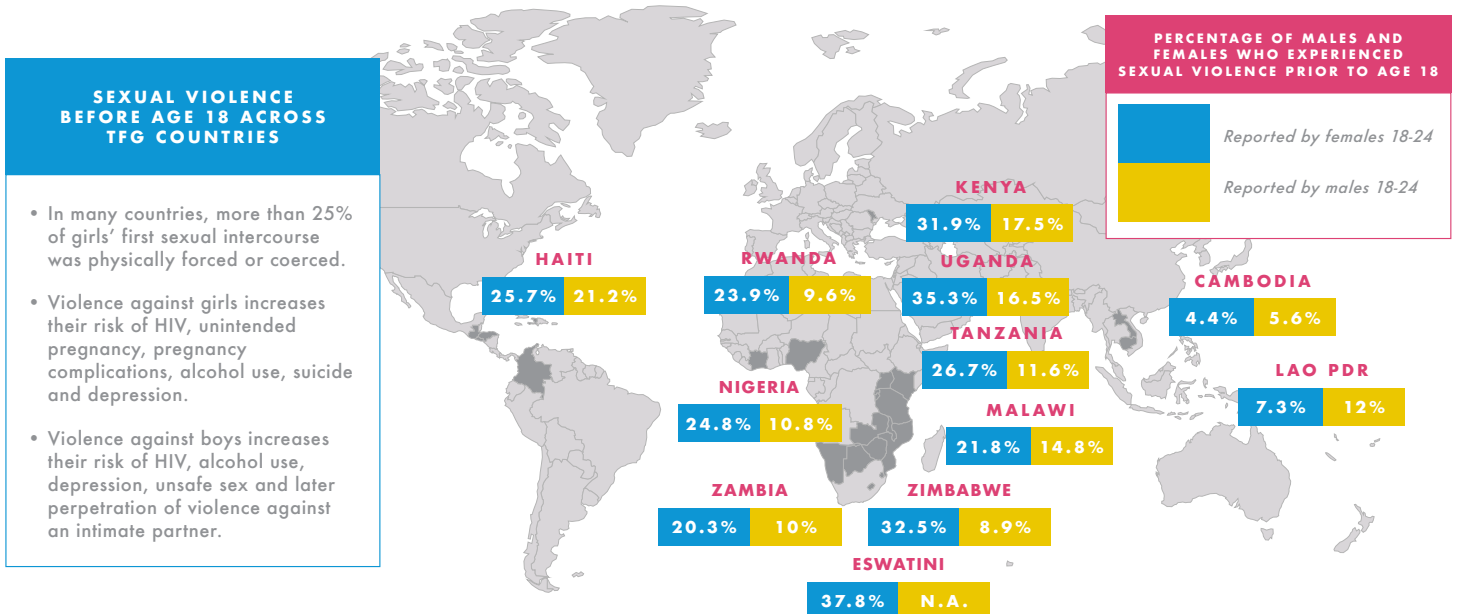 SEXUAL VIOLENCE
BEFORE AGE 18 ACROSS
TFG COUNTRIES
• In many countries, more than 25%
of girls' first sexual intercourse
was physically forced or coerced.
• Violence against girls increases
their risk of HIV, unintended
pregnancy, pregnancy
complications, alcohol use, suicide
and depression.
• Violence against boys increases
their risk of HIV, alcohol use,
depression, unsafe sex and later
perpetration of violence against
an intimate partner.
PERCENTAGE OF MALES AND
FEMALES WHO EXPERIENCED
SEXUAL VIOLENCE PRIOR TO AGE 18
Reported by females 18-24
Reported by males 18-24
HAITI
25.7% 21.2%
RWANDA
23.9% 9.6%
KENYA
31.9% 17.5%
UGANDA
35.3% 16.5%
CAMBODIA
4.4% 5.6%
TANZANIA
26.7% 11.6%
LAO PDR
7.3% 12%
NIGERIA
24.8% 10.8%
MALAWI
21.8% 14.8%
ZAMBIA
20.3% 10%
ZIMBABWE
32.5% 8.9%
ESWATINI
37.8% N.A.